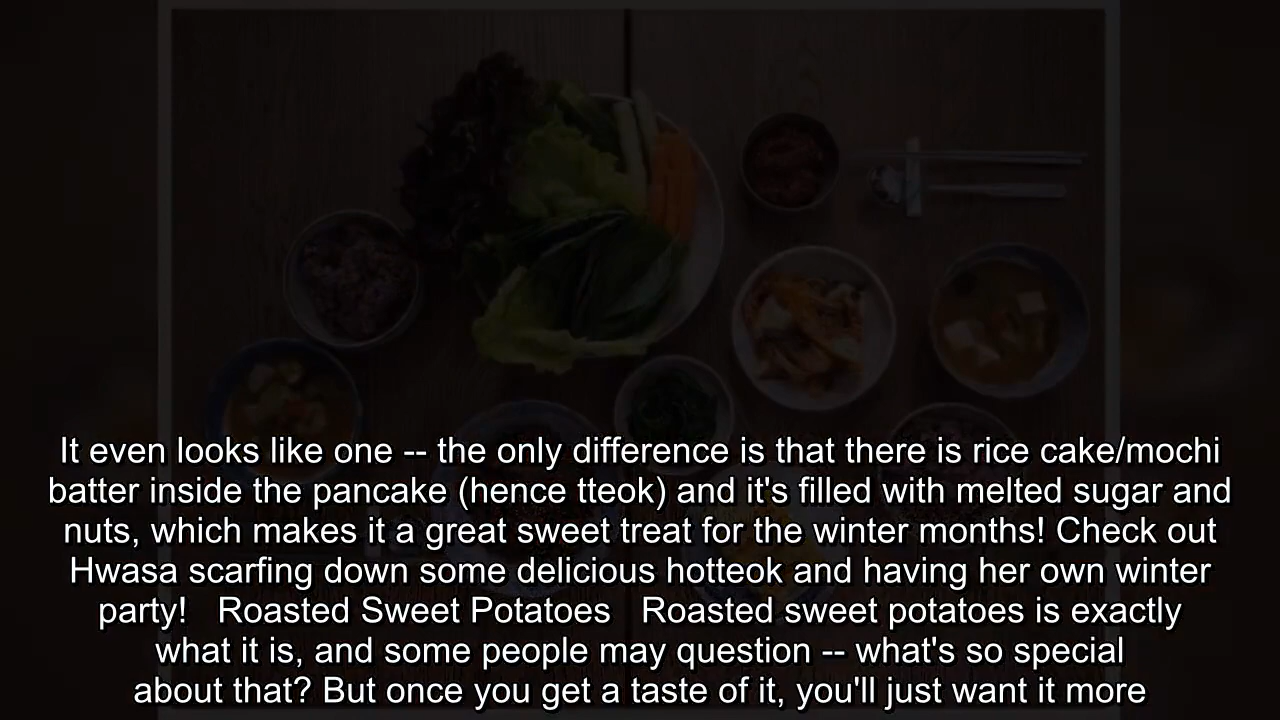 It even looks like one -- the only difference is that there is rice cake/mochi
batter inside the pancake (hence tteok) and it's filled with melted sugar and
nuts, which makes it a great sweet treat for the winter months! Check out
Hwasa scarfing down some delicious hotteok and having her own winter
party!   Roasted Sweet Potatoes   Roasted sweet potatoes is exactly
what it is, and some people may question -- what's so special
about that? But once you get a taste of it, you'll just want it more